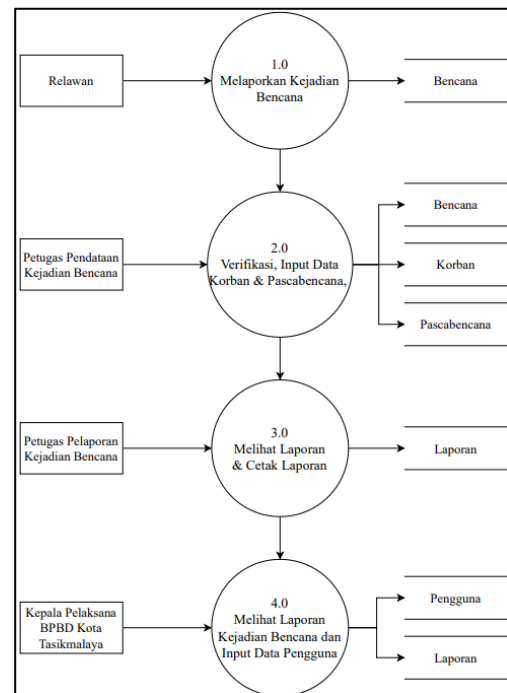 1.0
Melaporkan Kejadian
Bencana
Relawan
Bencana
2.0
Verifikasi, Input Data
Korban & Pascabencana,
Petugas Pendataan
Kejadian Bencana
Bencana
Korban
Pascabencana
3.0
Melihat Laporan
& Cetak Laporan
Petugas Pelaporan
Kejadian Bencana
Laporan
4.0
Melihat Laporan
Kejadian Bencana dan
Input Data Pengguna
Kepala Pelaksana
BPBD Kota
Tasikmalaya
Pengguna
Laporan